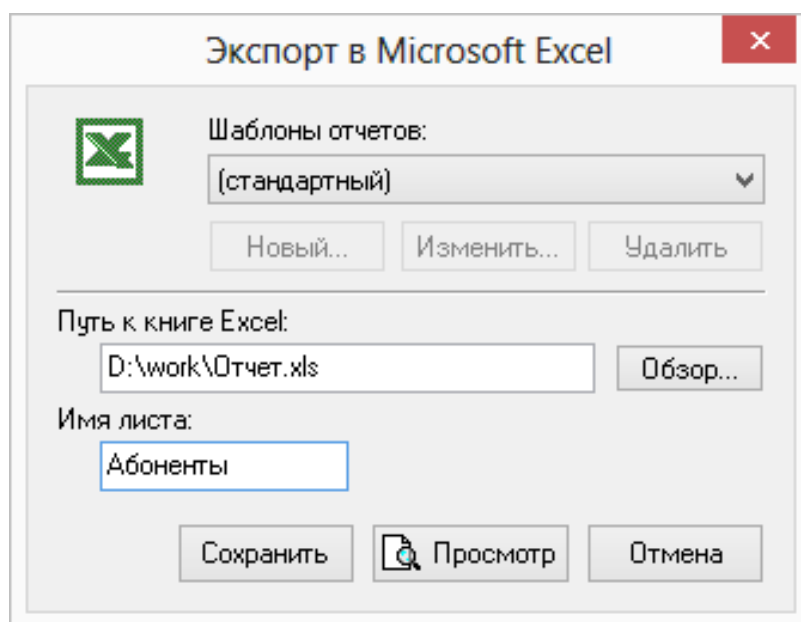 Экспорт в Microsoft Excel
Шаблоны отчетов:
(стандартный)
Новый... Изменить... Удалить
Путь к книге Excel:
D:\work\Отчет.xls Обзор...
Имя листа:
Абоненты
Сохранить Просмотр Отмена